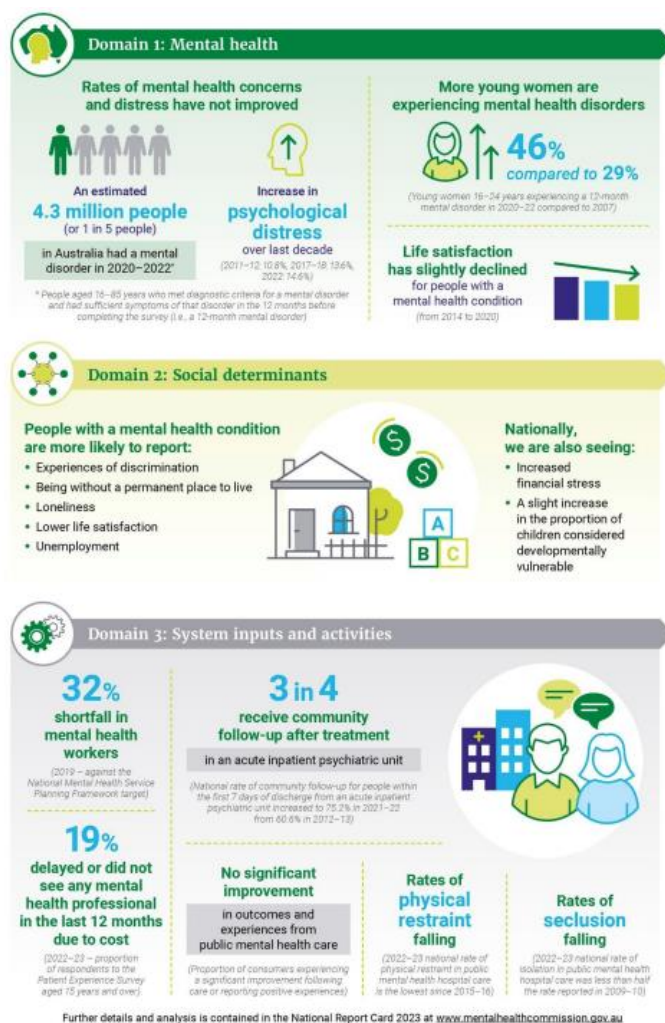 Domain 1: Mental health
Rates of mental health concerns
and distress have not improved
An estimated
4.3 million people
(or 1 in 5 people)
in Australia had a mental
disorder in 2020–2022*
Increase in
psychological
distress
over last decade
(2011–12: 10.8%, 2017–18: 13.6%,
2022: 14.6%)
* People aged 16–85 years who met diagnostic criteria for a mental disorder
and had sufficient symptoms of that disorder in the 12 months before
completing the survey (i.e., a 12-month mental disorder)
More young women are
experiencing mental health disorders
46%
compared to 29%
(Young women 16–24 years experiencing a 12-month
mental disorder in 2020–22 compared to 2007)
Life satisfaction
has slightly declined
for people with a
mental health condition
(from 2014 to 2020)
Domain 2: Social determinants
People with a mental health condition
are more likely to report:
• Experiences of discrimination
• Being without a permanent place to live
• Loneliness
• Lower life satisfaction
• Unemployment
$
$
A
B C
Nationally,
we are also seeing:
• Increased
financial stress
• A slight increase
in the proportion of
children considered
developmentally
vulnerable
Domain 3: System inputs and activities
32%
shortfall in
mental health
workers
(2019 – against the
National Mental Health Service
Planning Framework target)
19%
delayed or did not
see any mental
health professional
in the last 12 months
due to cost
(2022–23 – proportion
of respondents to the
Patient Experience Survey
aged 15 years and over)
3 in 4
receive community
follow-up after treatment
in an acute inpatient psychiatric unit
(National rate of community follow-up for people within
the first 7 days of discharge from an acute inpatient
psychiatric unit increased to 75.2% in 2021–22
from 60.6% in 2012–13)
No significant
improvement
in outcomes and
experiences from
public mental health care
(Proportion of consumers experiencing
a significant improvement following
care or reporting positive experiences)
Rates of
physical
restraint
falling
(2022–23 national rate of
physical restraint in public
mental health hospital care
is the lowest since 2015–16)
Rates of
seclusion
falling
(2022–23 national rate of
isolation in public mental health
hospital care was less than half
the rate reported in 2009–10)
Further details and analysis is contained in the National Report Card 2023 at www.mentalhealthcommission.gov.au